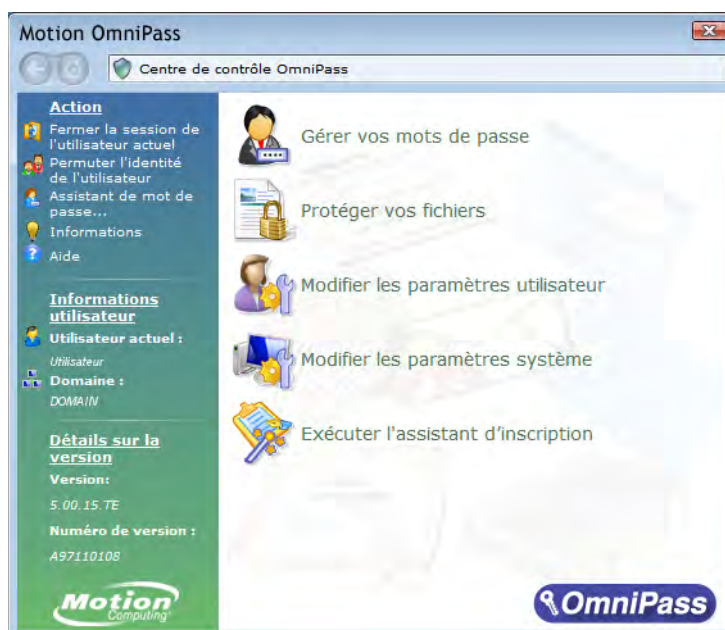 Motion OmniPass
Centre de contrôle OmniPass
Action
Fermer la session de
l'utilisateur actuel
Permuter l'identité
de l'utilisateur
Assistant de mot de
passe...
Informations
Aide
Informations
utilisateur
Utilisateur actuel :
Utilisateur
Domaine :
DOMAIN
Détails sur la
version
Version:
5.00.15.TE
Numéro de version :
A97110108
Motion
Computing
Gérer vos mots de passe
Protéger vos fichiers
Modifier les paramètres utilisateur
Modifier les paramètres système
Exécuter l'assistant d'inscription
OmniPass